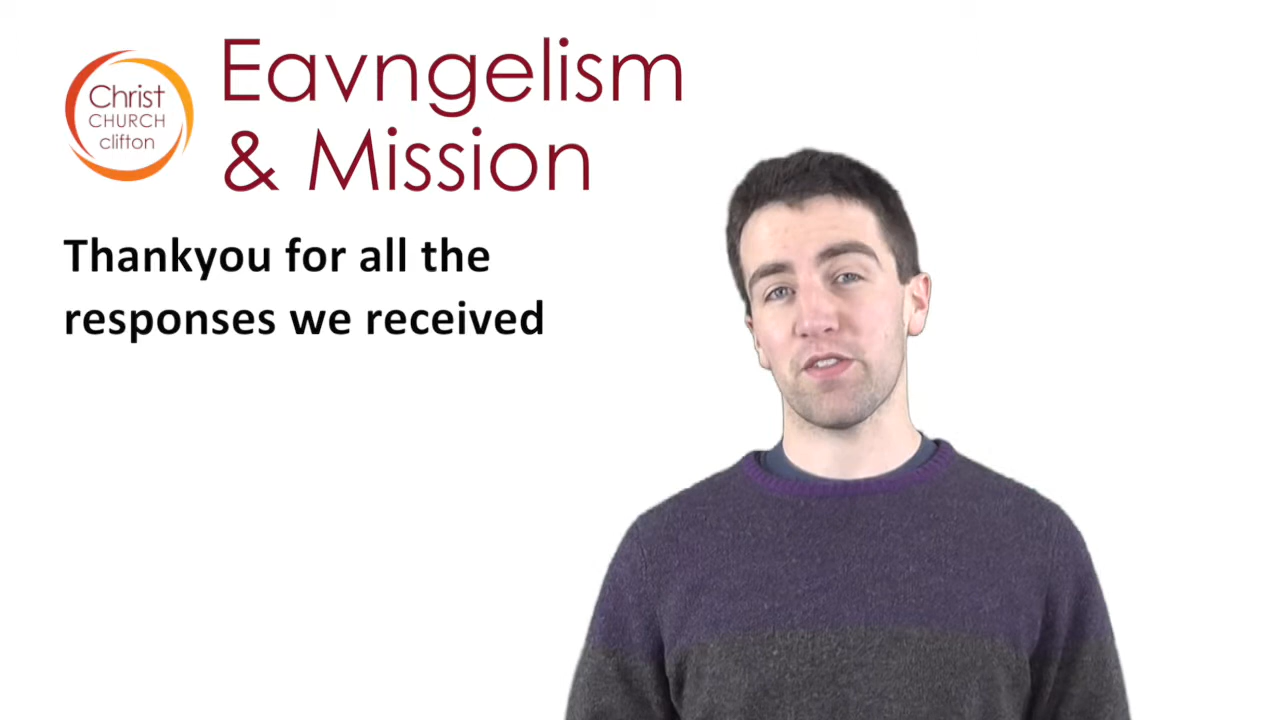 Christ
CHURCH
clifton
Eavngelism
& Mission
Thankyou for all the
responses we received